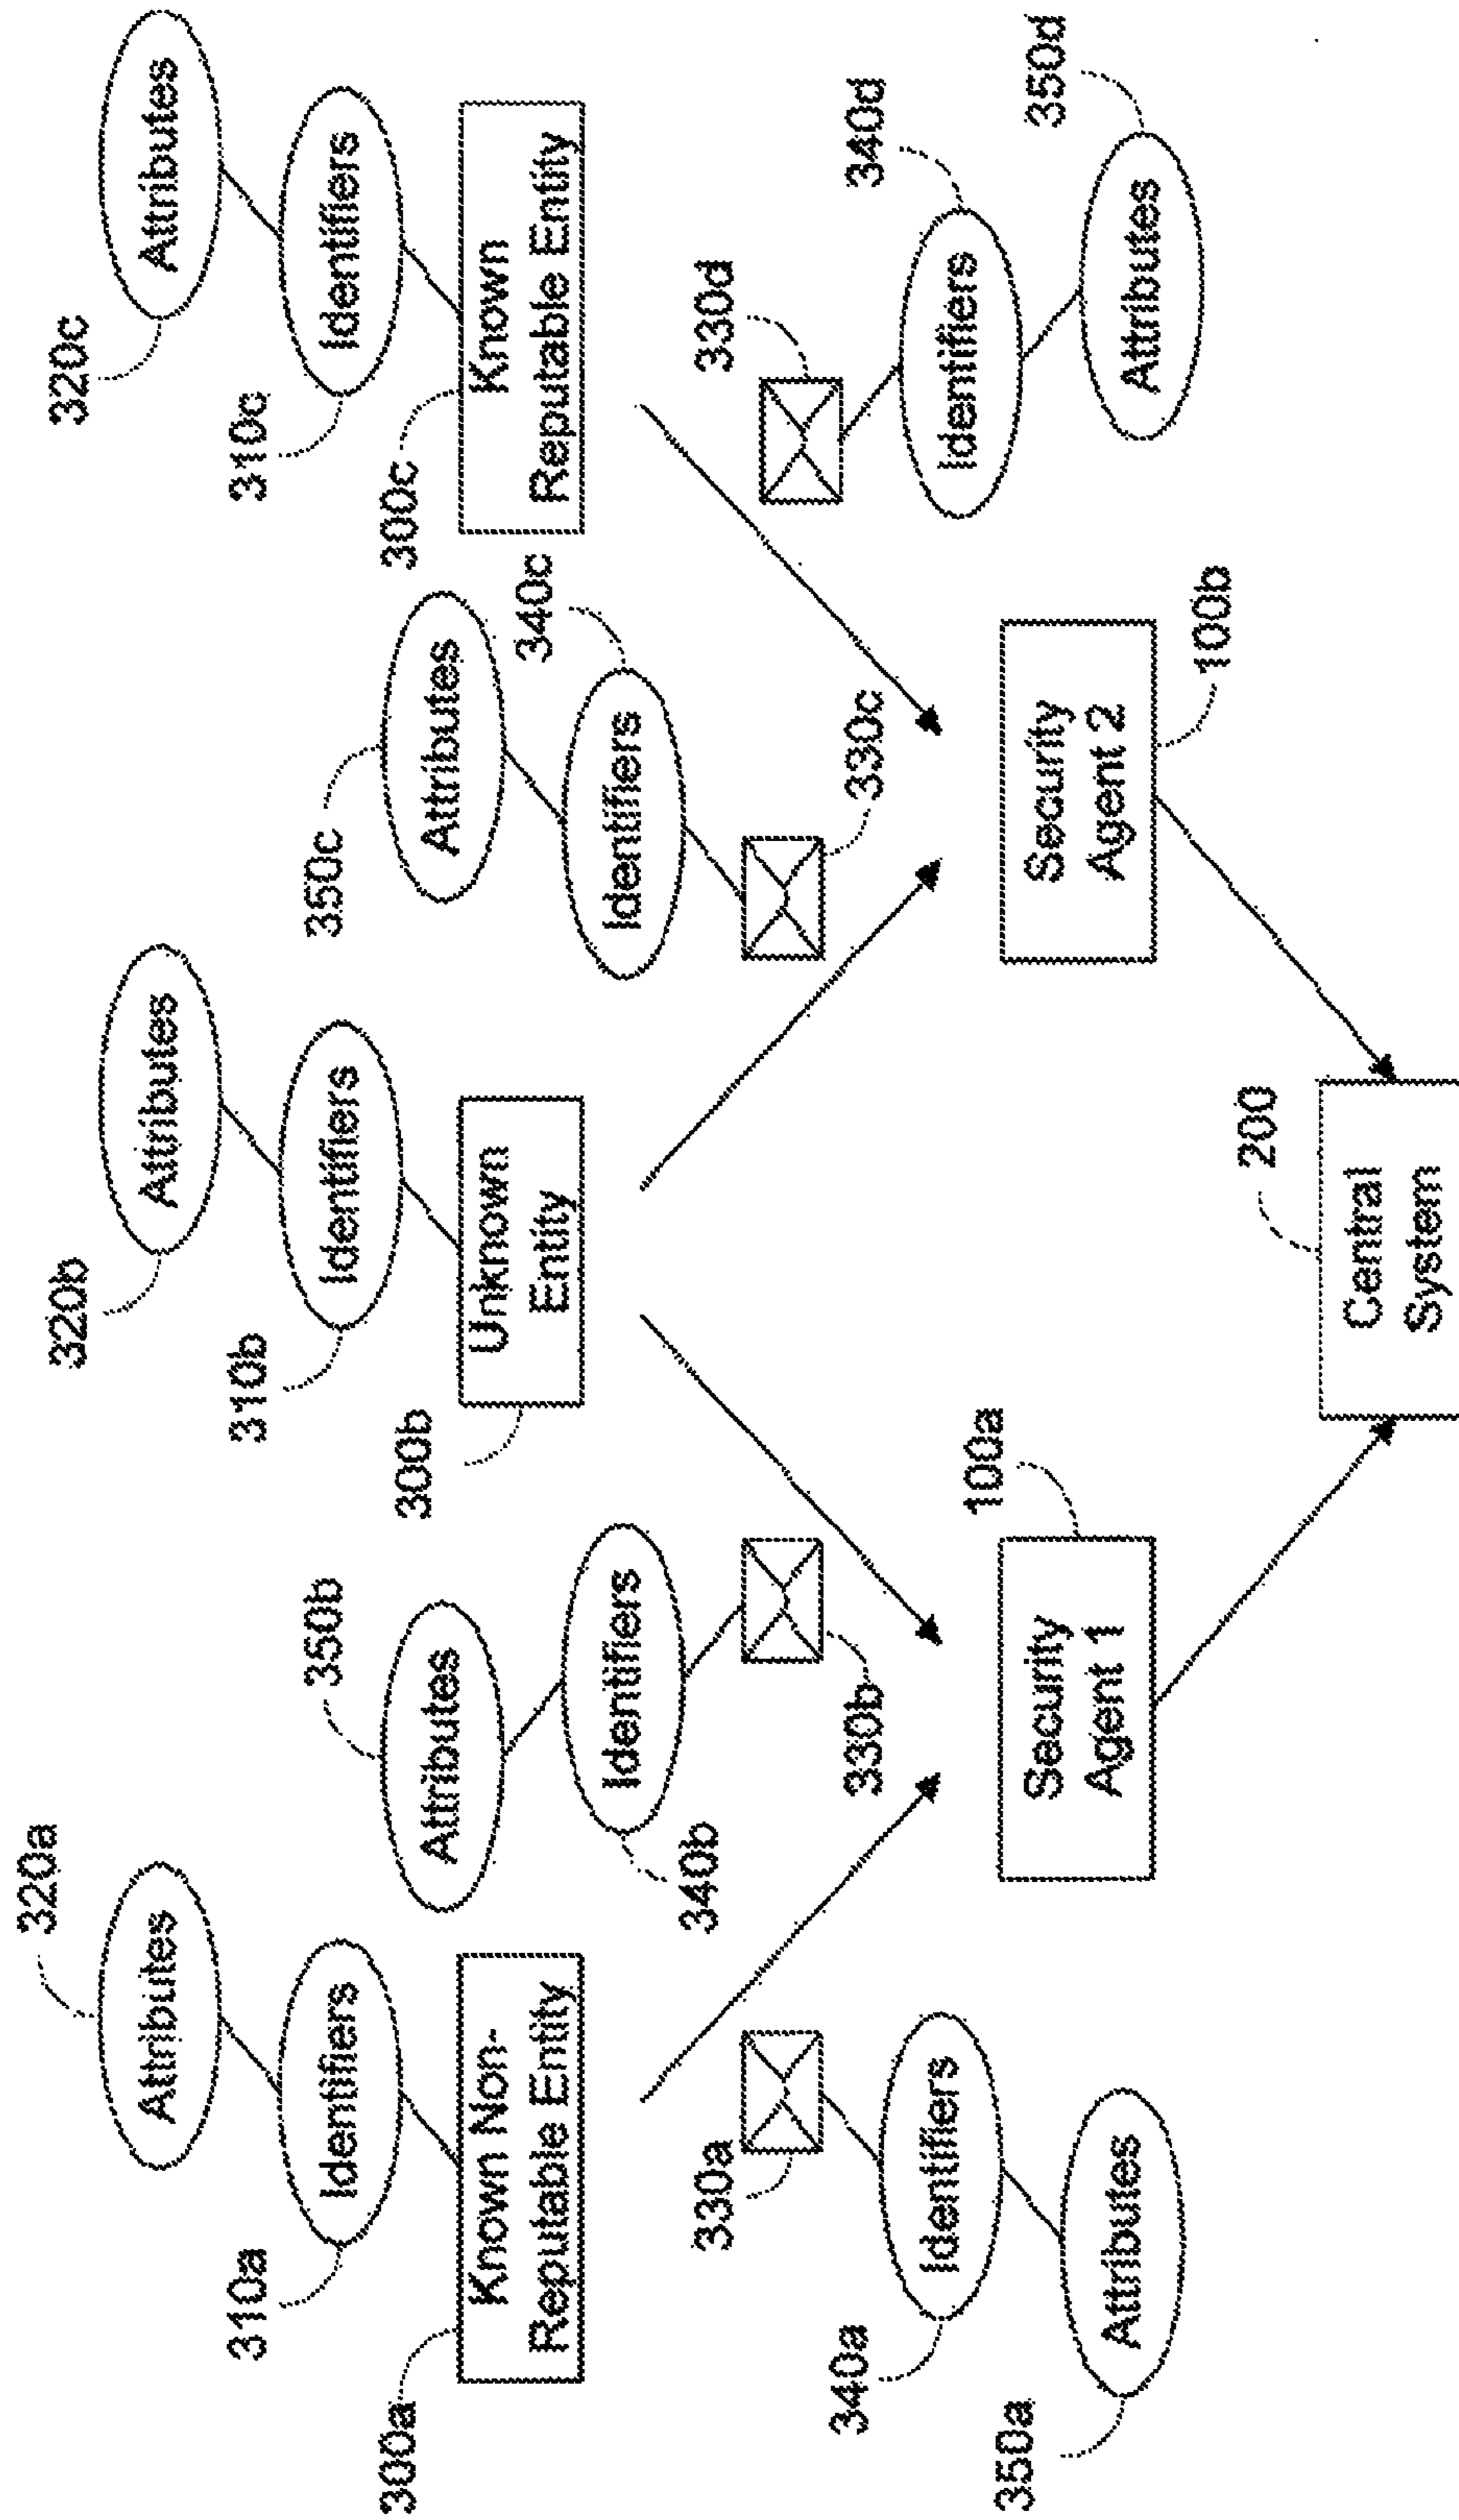 320a
Attributes
310a
Identifiers
300a
Known Non-
Reputable Entity
330a
340a
Identifiers
350a
Attributes
350b
Attributes
340b
Identifiers
330b
320b
Attributes
310b
Identifiers
300b
Unknown
Entity
350c
Attributes
340c
Identifiers
330c
320c
Attributes
310c
Identifiers
300c
Known
Reputable Entity
330d
340d
Identifiers
350d
Attributes
100a
Security
Agent 1
100b
Security
Agent 2
200
Central
System